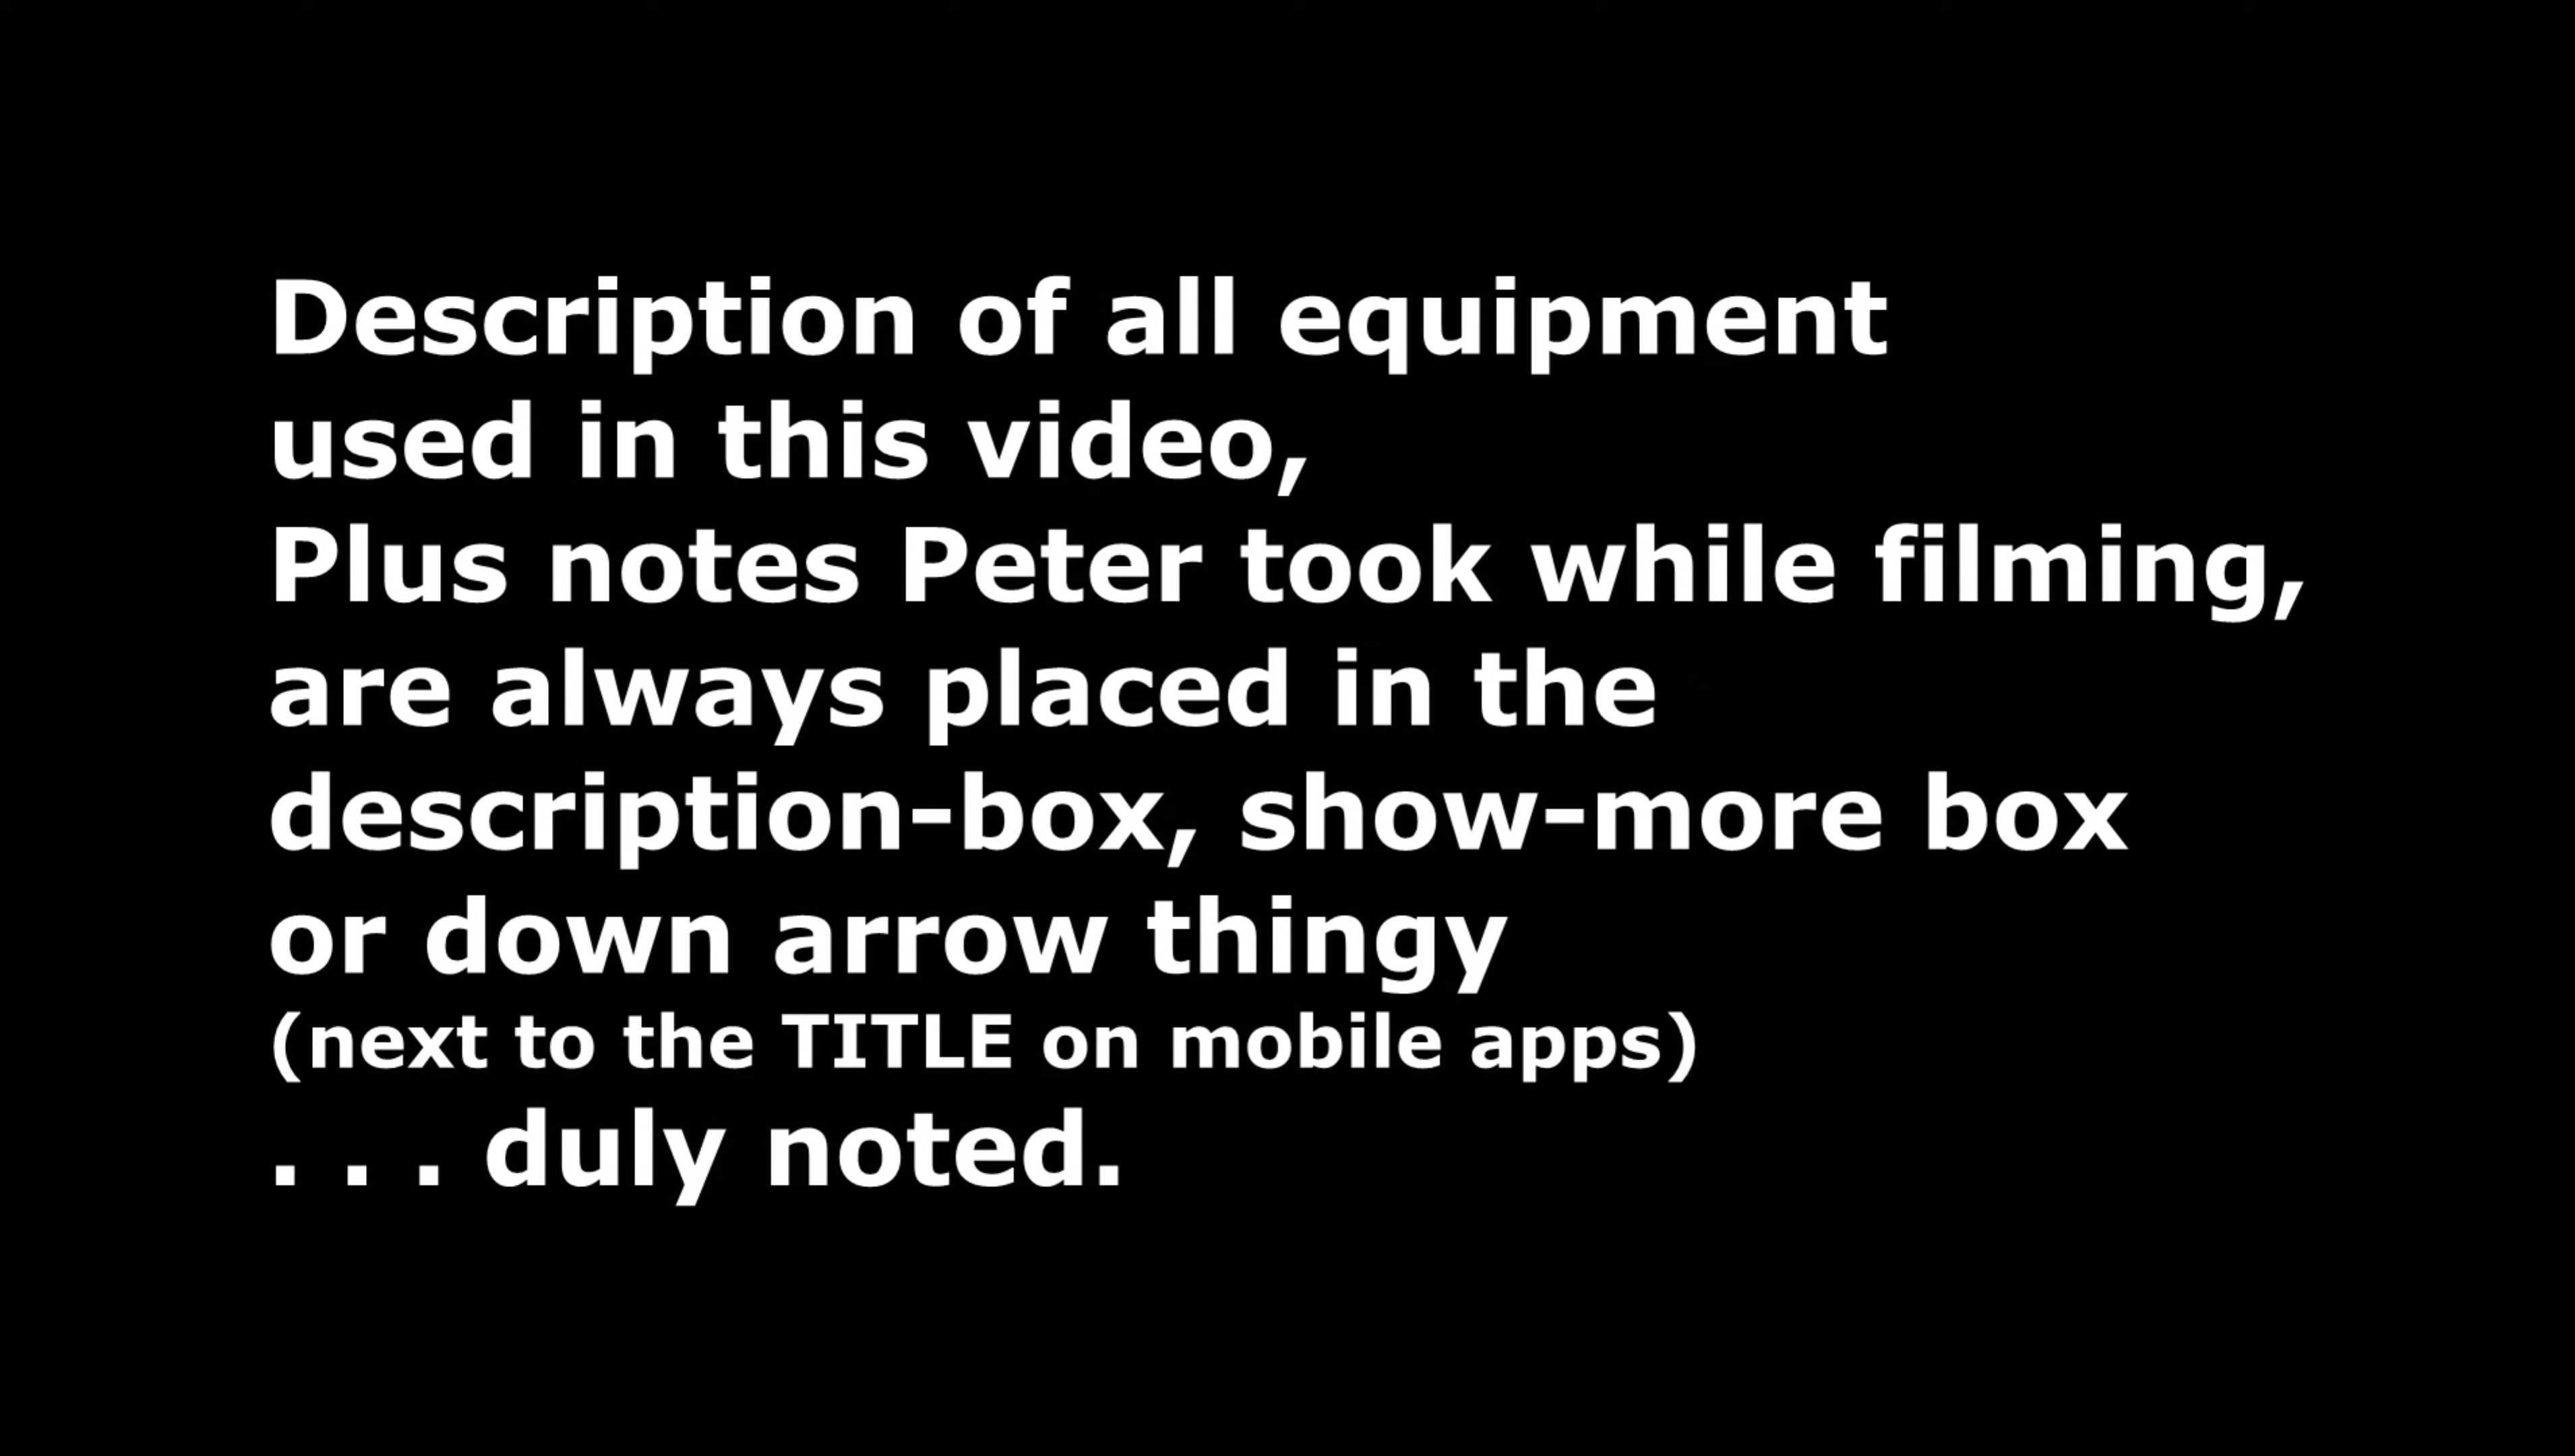 Description of all equipment
used in this video,
Plus notes Peter took while filming,
are always placed in the
description-box, show-more box
or down arrow thingy
(next to the TITLE on mobile apps)
. . . duly noted.